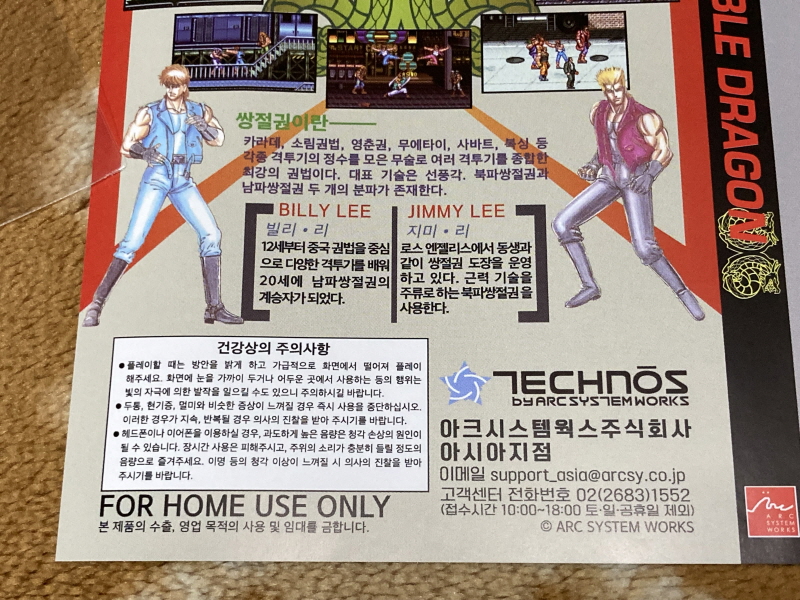 쌍절권이란
카라데, 소림권법, 영춘권, 무에타이, 사바트, 복싱 등
각종 격투기의 정수를 모은 무술로 여러 격투기를 종합한
최강의 권법이다. 대표 기술은 선풍각. 북파쌍절권과
남파쌍절권 두 개의 분파가 존재한다.
BILLY LEE
빌리・리
12세부터 중국 권법을 중심
으로 다양한 격투기를 배워
20세에 남파쌍절권의
계승자가 되었다.
JIMMY LEE
지미・리
로스 엔젤리스에서 동생과
같이 쌍절권 도장을 운영
하고 있다. 근력 기술을
주류로 하는 북파쌍절권을
사용한다.
건강상의 주의사항
●플레이할 때는 방안을 밝게 하고 가급적으로 화면에서 떨어져 플레이
해주세요. 화면에 눈을 가까이 두거나 어두운 곳에서 사용하는 등의 행위는
빛의 자극에 의한 발작을 일으킬 수도 있으니 주의하시길 바랍니다.
●두통, 현기증, 멀미와 비슷한 증상이 느껴질 경우 즉시 사용을 중단하십시오.
이러한 경우가 지속, 반복될 경우 의사의 진찰을 받아 주시기를 바랍니다.
●헤드폰이나 이어폰을 이용하실 경우, 과도하게 높은 음량은 청각 손상의 원인이
될 수 있습니다. 장시간 사용은 피해주시고, 주위의 소리가 충분히 들릴 정도의
음량으로 즐겨주세요. 이명 등의 청각 이상이 느껴질 시 의사의 진찰을 받아
주시기를 바랍니다.
FOR HOME USE ONLY
본 제품의 수출, 영업 목적의 사용 및 임대를 금합니다.
TECHNŌS
by ARC SYSTEM WORKS
아크시스템웍스주식회사
아시아지점
이메일 support_asia@arcsy.co.jp
고객센터 전화번호 02(2683)1552
(접수시간 10:00~18:00 토·일·공휴일 제외)
© ARC SYSTEM WORKS
BLE DRAGON
ARC
SYSTEM
WORKS